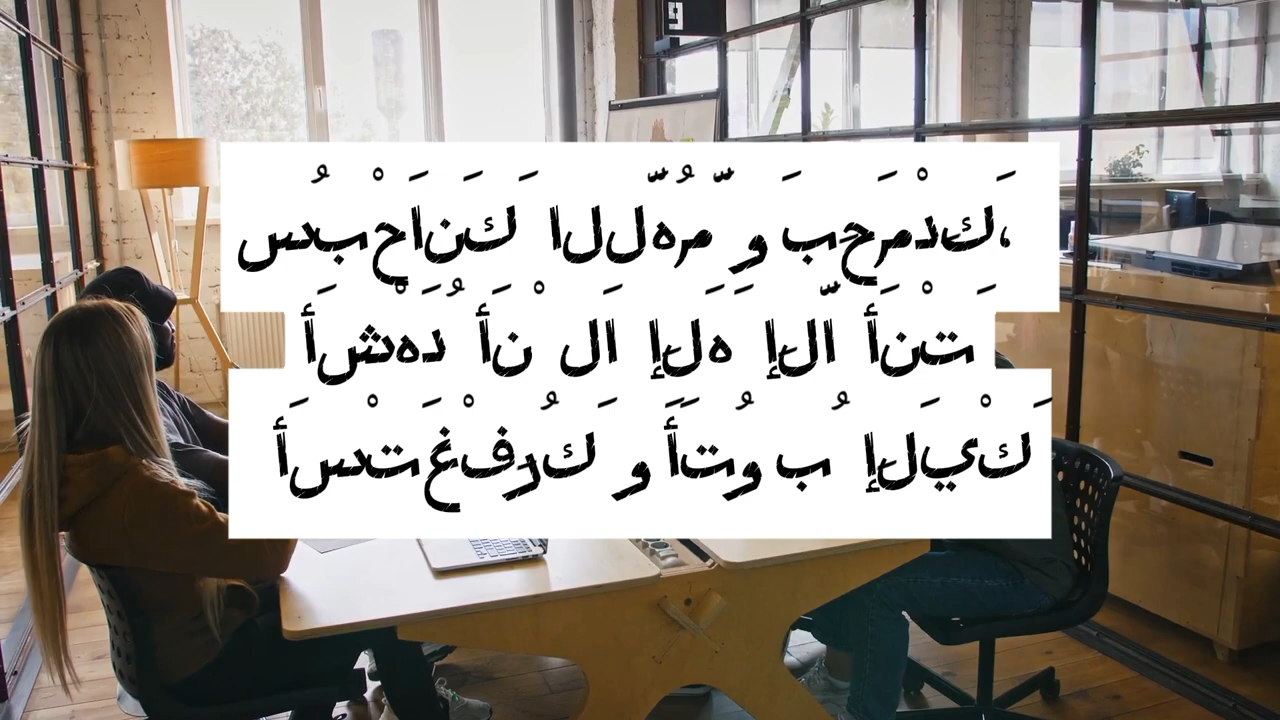 سُبْحَانَكَ اللّهُمّ وَبِحَمْدِكَ،
أَشْهَدُ أَنْ لَا إِلَهَ إِلّا أَنْتَ
أَسْتَغْفِرُكَ وَأَتُوبُ إِلَيْكَ